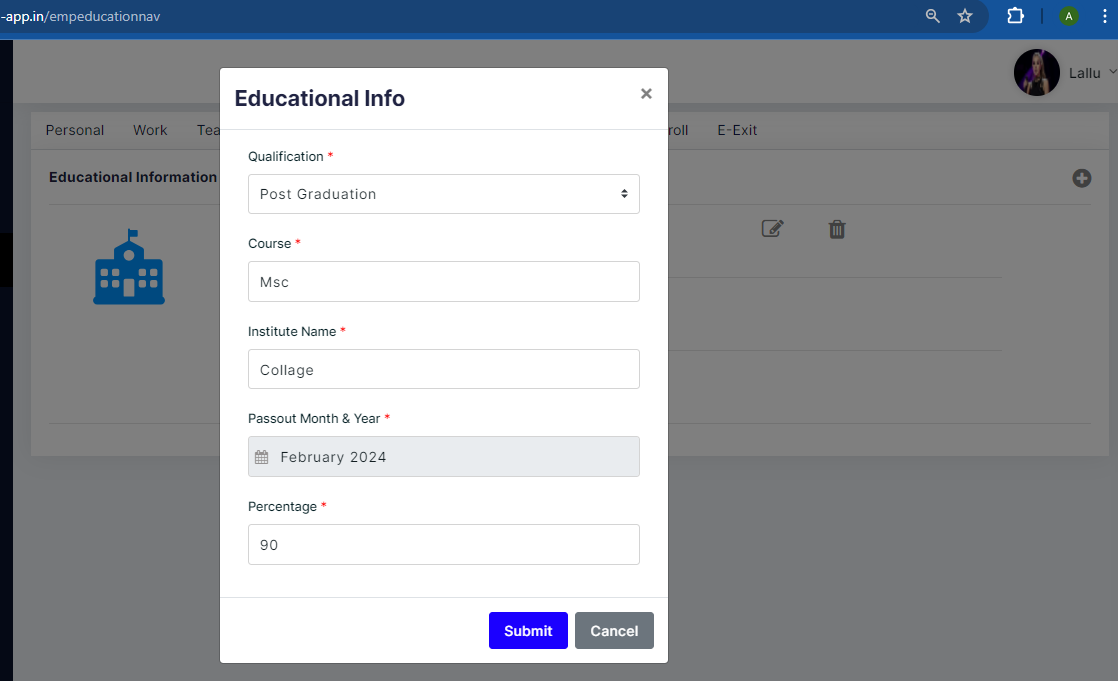 -app.in/empeducationnav
A
Lallu
Personal Work Tea roll E-Exit
Educational Information
Educational Info ×
Qualification *
Post Graduation
Course *
Msc
Institute Name *
Collage
Passout Month & Year *
February 2024
Percentage *
90
Submit Cancel